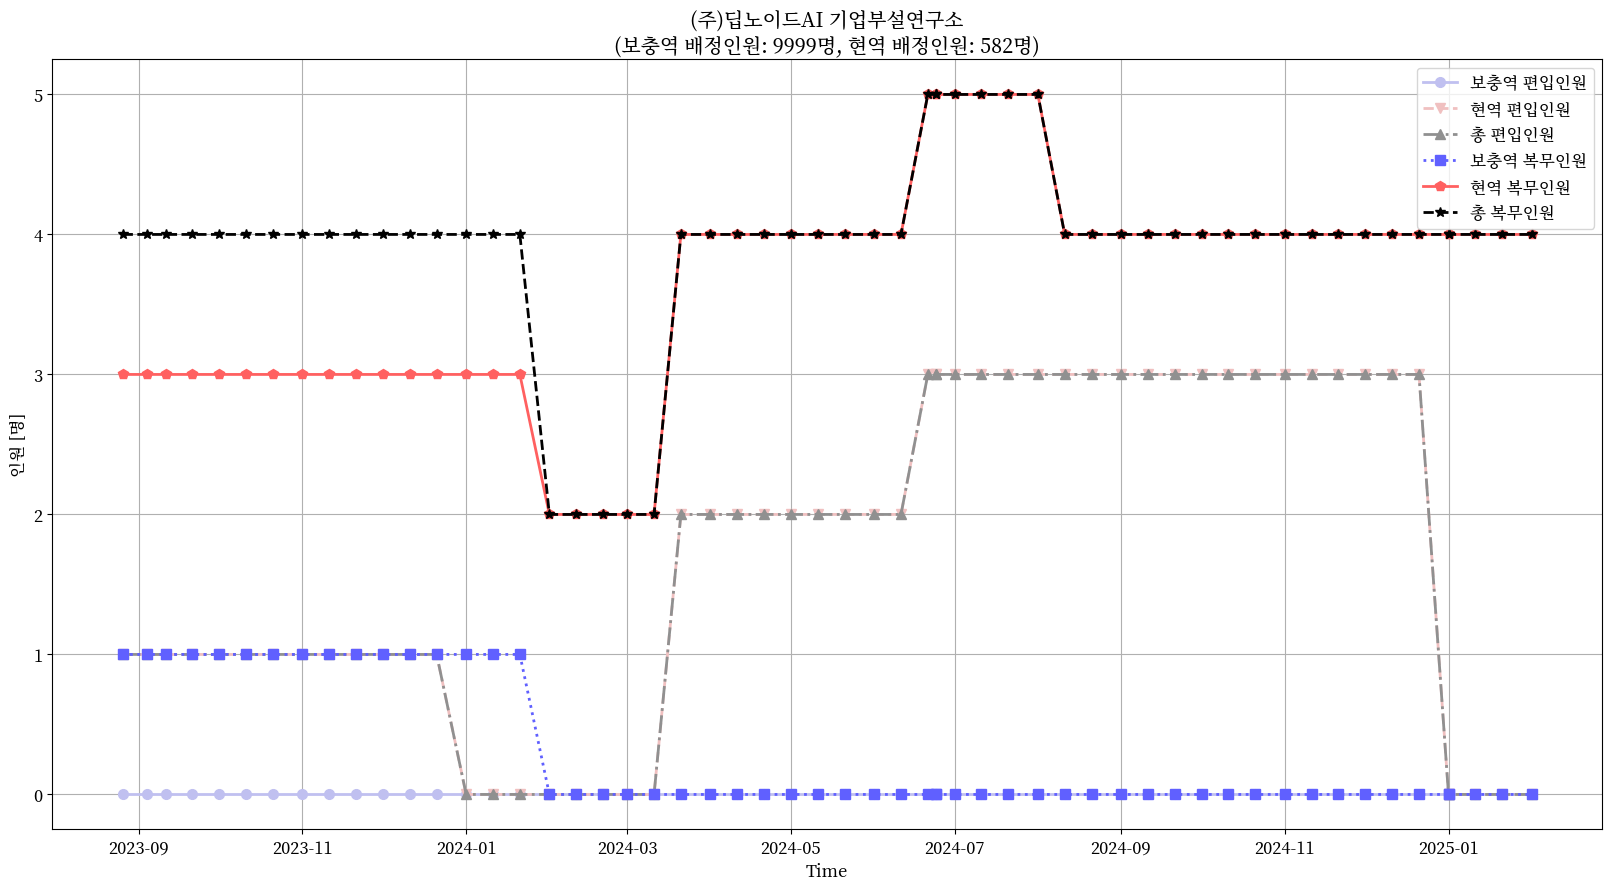 (주)딥노이드AI 기업부설연구소
(보충역 배정인원: 9999명, 현역 배정인원: 582명)
보충역 편입인원
현역 편입인원
총 편입인원
보충역 복무인원
현역 복무인원
총 복무인원
인원 [명]
5
4
3
2
1
0
2023-09 2023-11 2024-01 2024-03 2024-05 2024-07 2024-09 2024-11 2025-01
Time